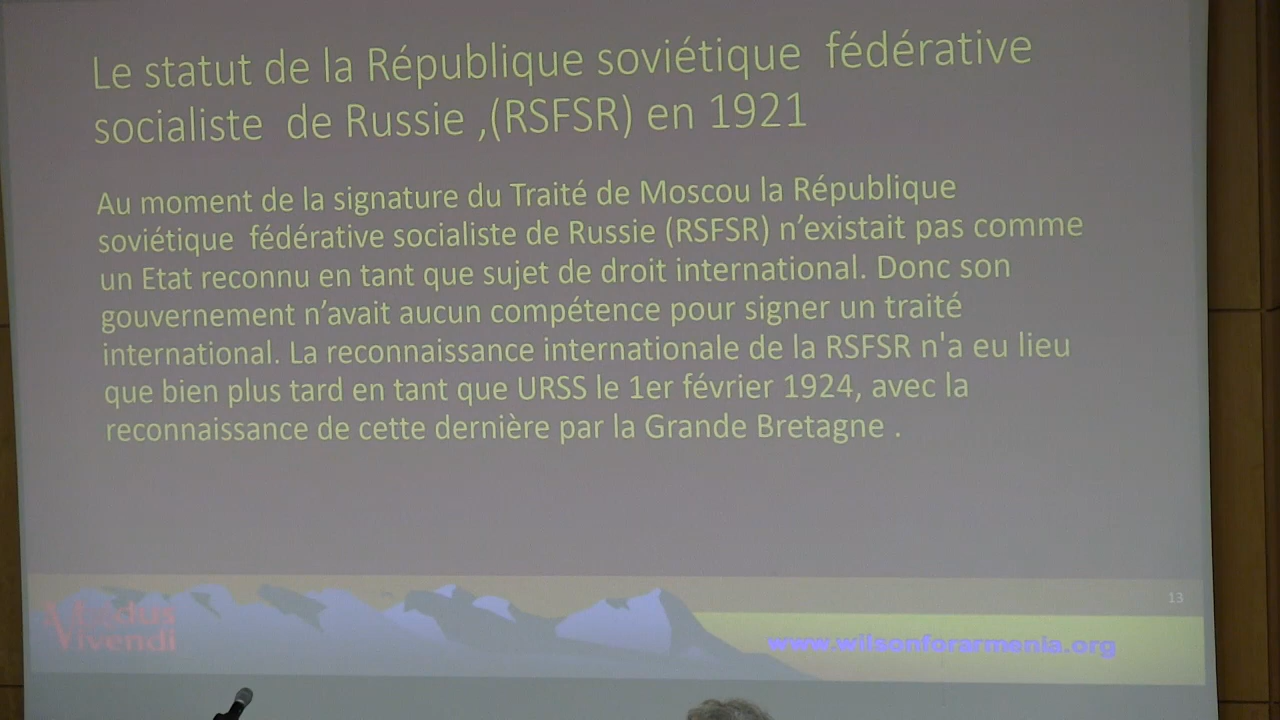 Le statut de la République soviétique  fédérative
socialiste  de Russie ,(RSFSR) en 1921
Au moment de la signature du Traité de Moscou la République
soviétique  fédérative socialiste de Russie (RSFSR) n’existait pas comme
un Etat reconnu en tant que sujet de droit international. Donc son
gouvernement n’avait aucun compétence pour signer un traité
international. La reconnaissance internationale de la RSFSR n'a eu lieu
que bien plus tard en tant que URSS le 1er février 1924, avec la
reconnaissance de cette dernière par la Grande Bretagne .
13
Modus
Vivendi
www.wilsonforarmenia.org